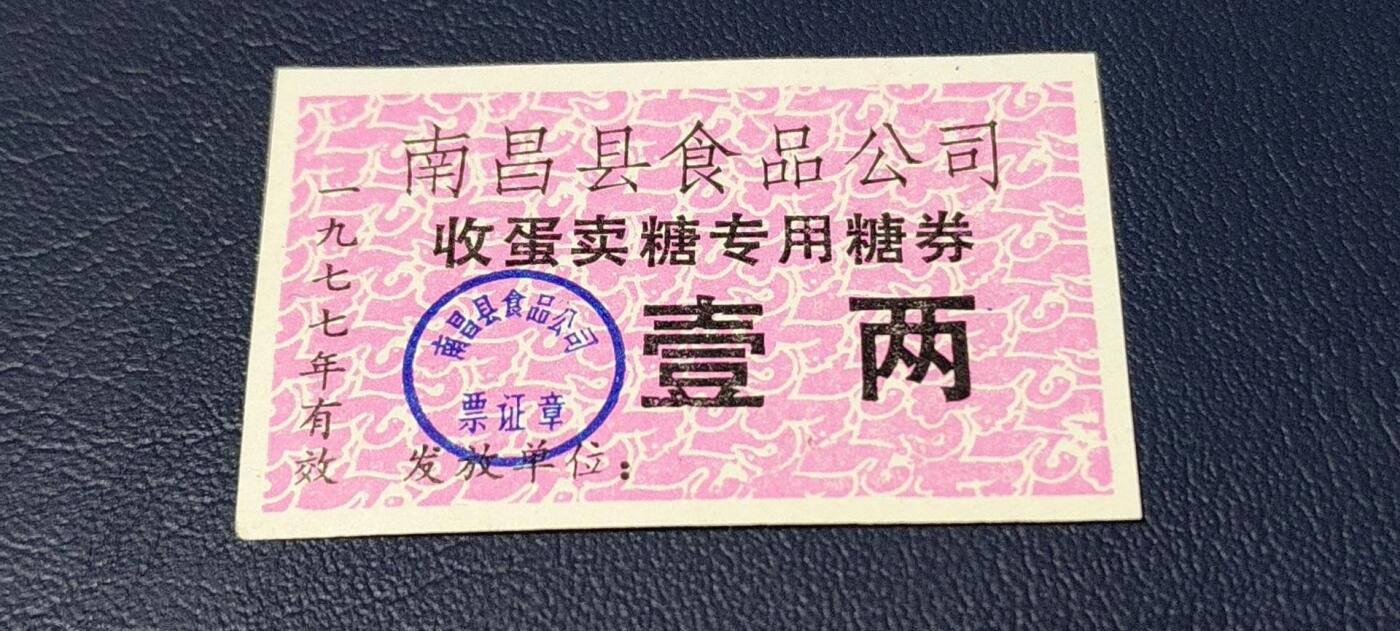 南昌县食品公司
收蛋卖糖专用糖券
壹两
一九七七年有效
南昌县食品公司
票证章
发放单位：